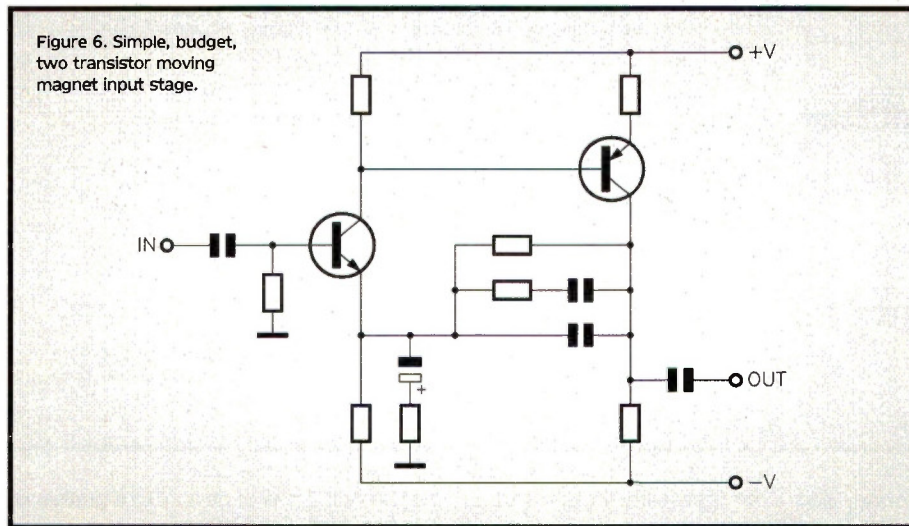 Figure 6. Simple, budget,
two transistor moving
magnet input stage.
+V
IN
+
OUT
−V